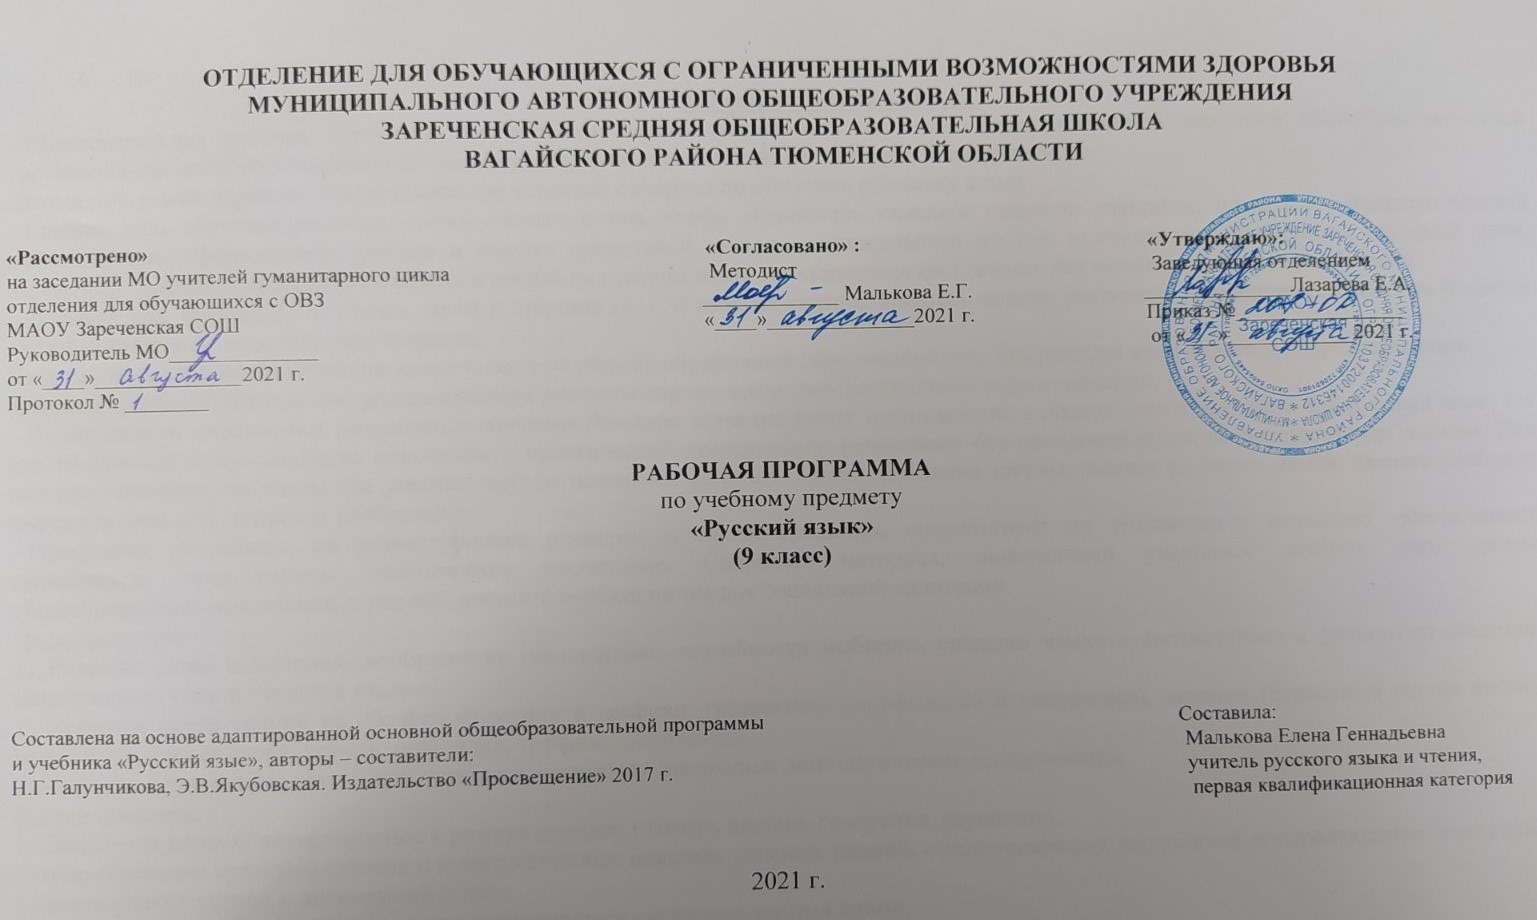 ОТДЕЛЕНИЕ ДЛЯ ОБУЧАЮЩИХСЯ С ОГРАНИЧЕННЫМИ ВОЗМОЖНОСТЯМИ ЗДОРОВЬЯ
МУНИЦИПАЛЬНОГО АВТОНОМНОГО ОБЩЕОБРАЗОВАТЕЛЬНОГО УЧРЕЖДЕНИЯ
ЗАРЕЧЕНСКАЯ СРЕДНЯЯ ОБЩЕОБРАЗОВАТЕЛЬНАЯ ШКОЛА
ВАГАЙСКОГО РАЙОНА ТЮМЕНСКОЙ ОБЛАСТИ
«Рассмотрено»
на заседании МО учителей гуманитарного цикла
отделения для обучающихся с ОВЗ
МАОУ Зареченская СОШ
Руководитель МО
от «31» августа 2021 г.
Протокол № 1
«Согласовано» :
Методист
Малькова Е.Г.
«31» августа 2021 г.
«Утверждаю»:
Заведующая отделением
Лазарева Е.А.
Приказ №
от «31» августа 2021 г.
Зареченская
СОШ
РАБОЧАЯ ПРОГРАММА
по учебному предмету
«Русский язык»
(9 класс)
Составлена на основе адаптированной основной общеобразовательной программы
и учебника «Русский язые», авторы – составители:
Н.Г.Галунчикова, Э.В.Якубовская. Издательство «Просвещение» 2017 г.
Составила:
Малькова Елена Геннадьевна
учитель русского языка и чтения,
первая квалификационная категория
2021 г.